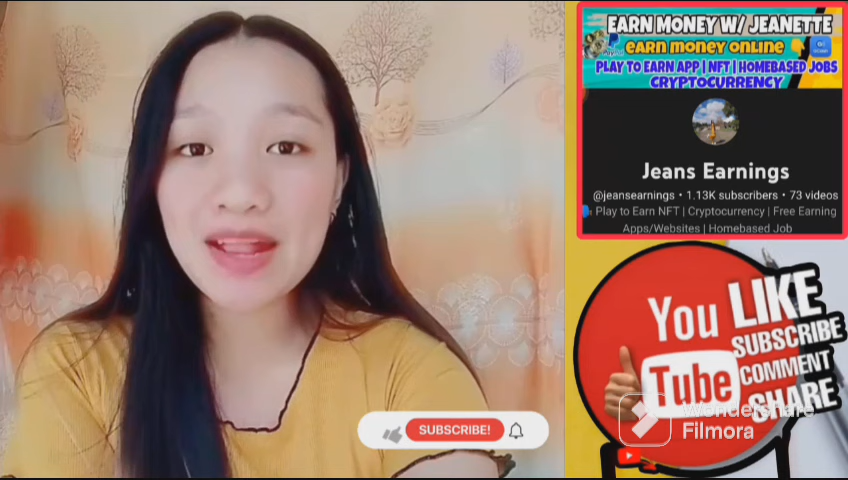 EARN MONEY W/ JEANETTE
EARN MONEY ONLINE
PLAY TO EARN APP | NFT | HOMEBASED JOBS
CRYPTOCURRENCY
Jeans Earnings
@jeansearnings • 1.13K subscribers • 73 videos
Play to Earn NFT | Cryptocurrency | Free Earning
Apps/Websites | Homebased Job
You
Tube
LIKE
SUBSCRIBE
COMMENT
SHARE
Wondershare
Filmora
SUBSCRIBE!